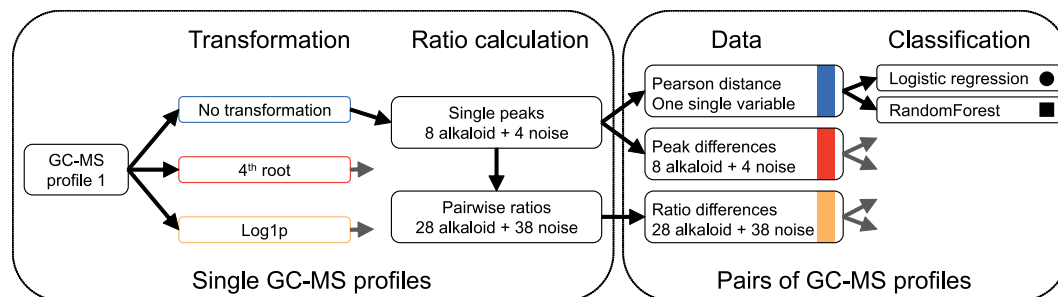 Transformation
Ratio calculation
Data
Classification
GC-MS
profile 1
No transformation
4th root
Log1p
Single peaks
8 alkaloid + 4 noise
Pairwise ratios
28 alkaloid + 38 noise
Pearson distance
One single variable
Peak differences
8 alkaloid + 4 noise
Ratio differences
28 alkaloid + 38 noise
Logistic regression
RandomForest
Single GC-MS profiles
Pairs of GC-MS profiles